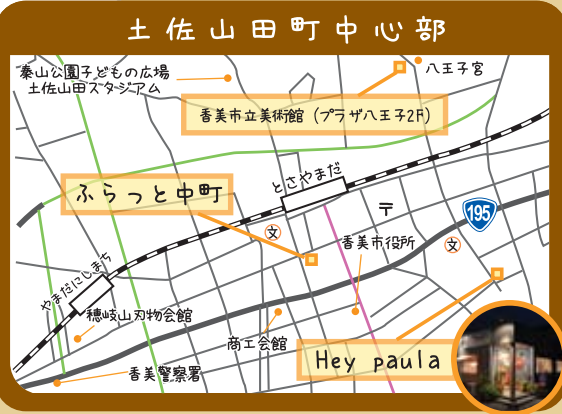 土佐山田町中心部
秦山公園子どもの広場
土佐山田スタジアム
八王子宮
香美市立美術館（プラザ八王子2F）
とさやまだ
ふらっと中町
〒
195
文
香美市役所
文
やまだにしまち
穂岐山刃物会館
商工会館
Hey paula
香美警察署